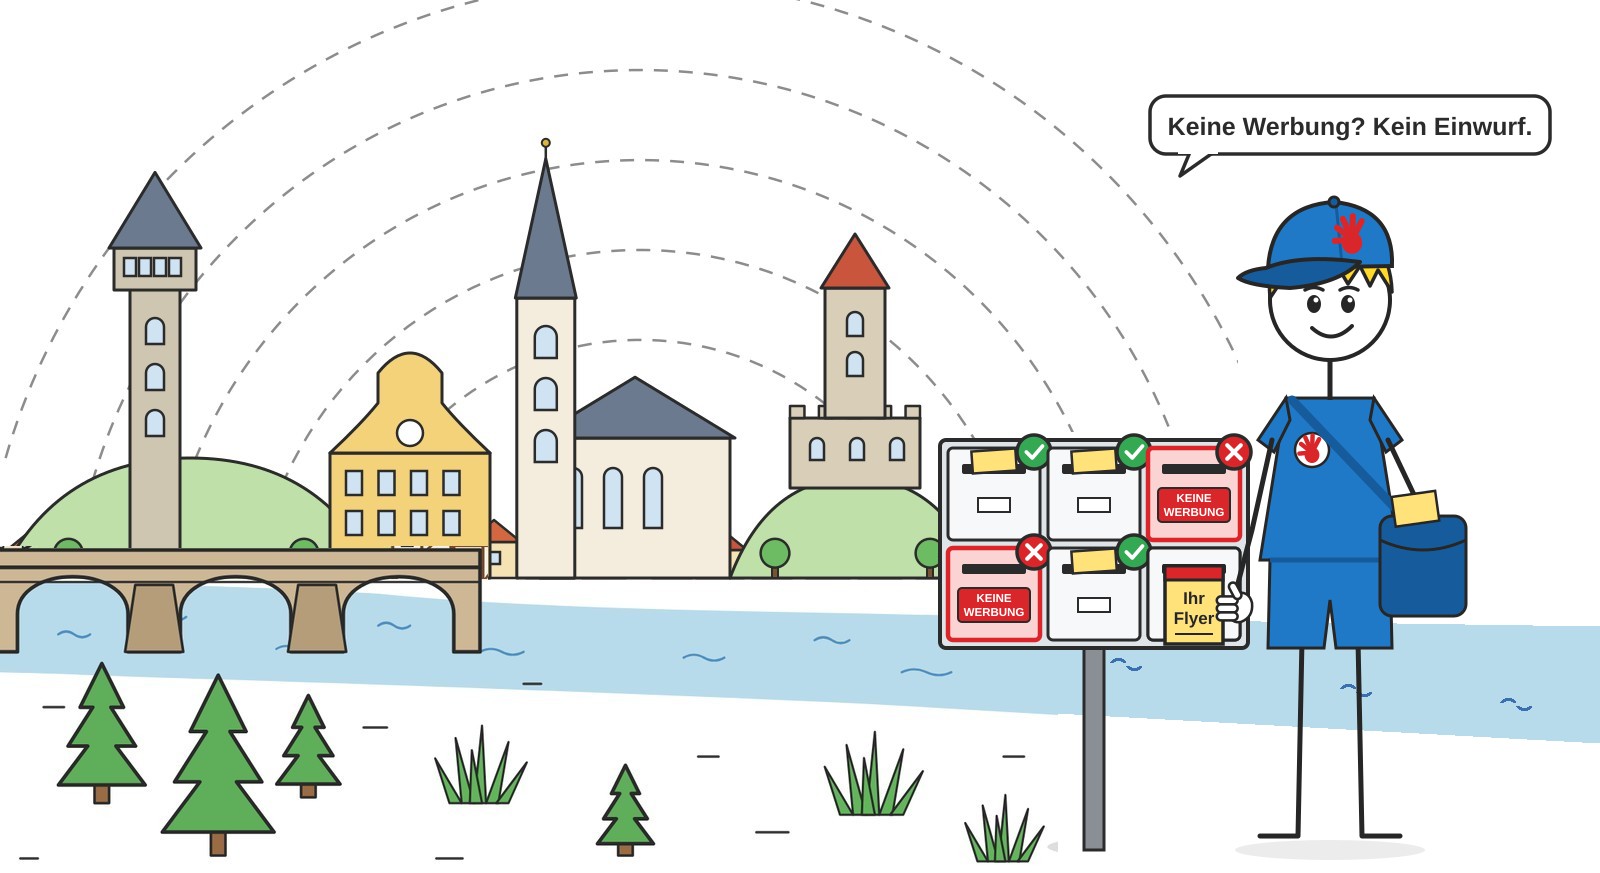 Keine Werbung? Kein Einwurf.
KEINE
WERBUNG
KEINE
WERBUNG
Ihr
Flyer